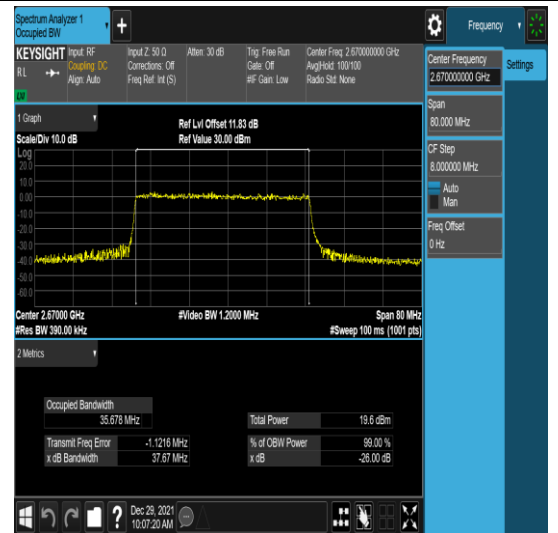 Spectrum Analyzer 1
Occupied BW
+
Frequency
KEYSIGHT
RL
Input: RF
Coupling: DC
Align: Auto
Input Z: 50 Ω
Corrections: Off
Freq Ref: Int (S)
Atten: 30 dB
Trig: Free Run
Gate: Off
#IF Gain: Low
Center Freq: 2.670000000 GHz
Avg|Hold: 100/100
Radio Std: None
Center Frequency
2.670000000 GHz
Settings
Span
80.000 MHz
CF Step
8.000000 MHz
Auto
Man
Freq Offset
0 Hz
1 Graph
Scale/Div 10.0 dB
Ref Lvl Offset 11.83 dB
Ref Value 30.00 dBm
Log
20.0
10.0
0.00
-10.0
-20.0
-30.0
-40.0
-50.0
-60.0
Center 2.67000 GHz
#Video BW 1.2000 MHz
Span 80 MHz
#Res BW 390.00 kHz
#Sweep 100 ms (1001 pts)
2 Metrics
Occupied Bandwidth
35.678 MHz
Total Power 19.6 dBm
Transmit Freq Error -1.1216 MHz
% of OBW Power 99.00 %
x dB Bandwidth 37.67 MHz
x dB -26.00 dB
?
Dec 29, 2021
10:07:20 AM